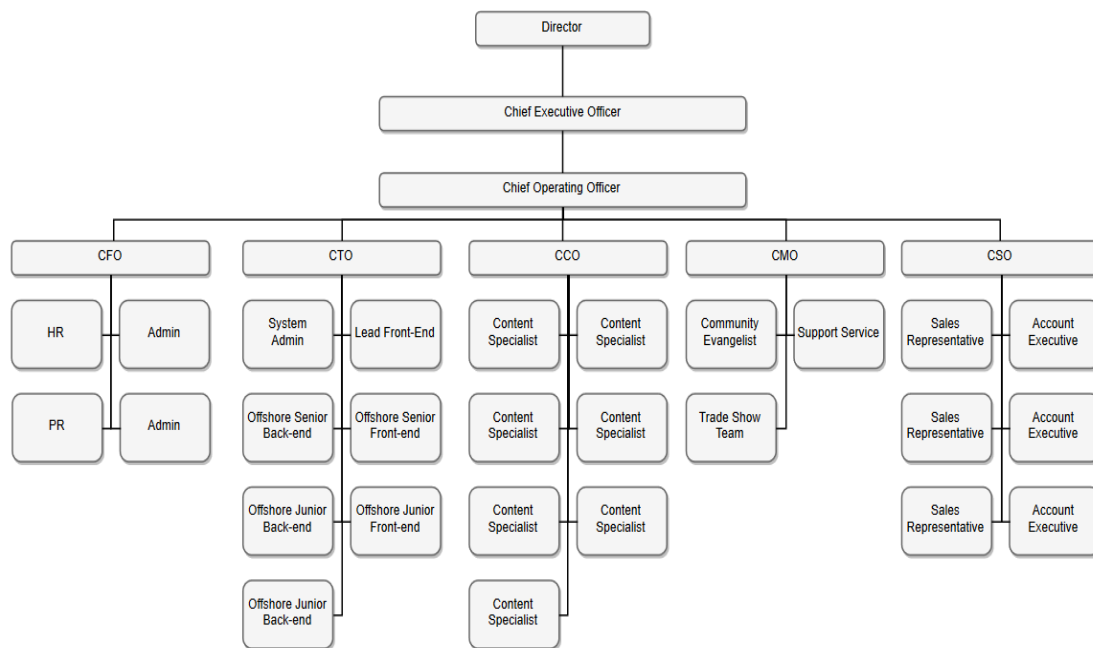 Director
Chief Executive Officer
Chief Operating Officer
CFO
CTO
CCO
CMO
CSO
HR
Admin
PR
Admin
System
Admin
Lead Front-End
Offshore Senior
Back-end
Offshore Senior
Front-end
Offshore Junior
Back-end
Offshore Junior
Front-end
Offshore Junior
Back-end
Content
Specialist
Content
Specialist
Content
Specialist
Content
Specialist
Content
Specialist
Content
Specialist
Content
Specialist
Community
Evangelist
Support Service
Trade Show
Team
Sales
Representative
Account
Executive
Sales
Representative
Account
Executive
Sales
Representative
Account
Executive